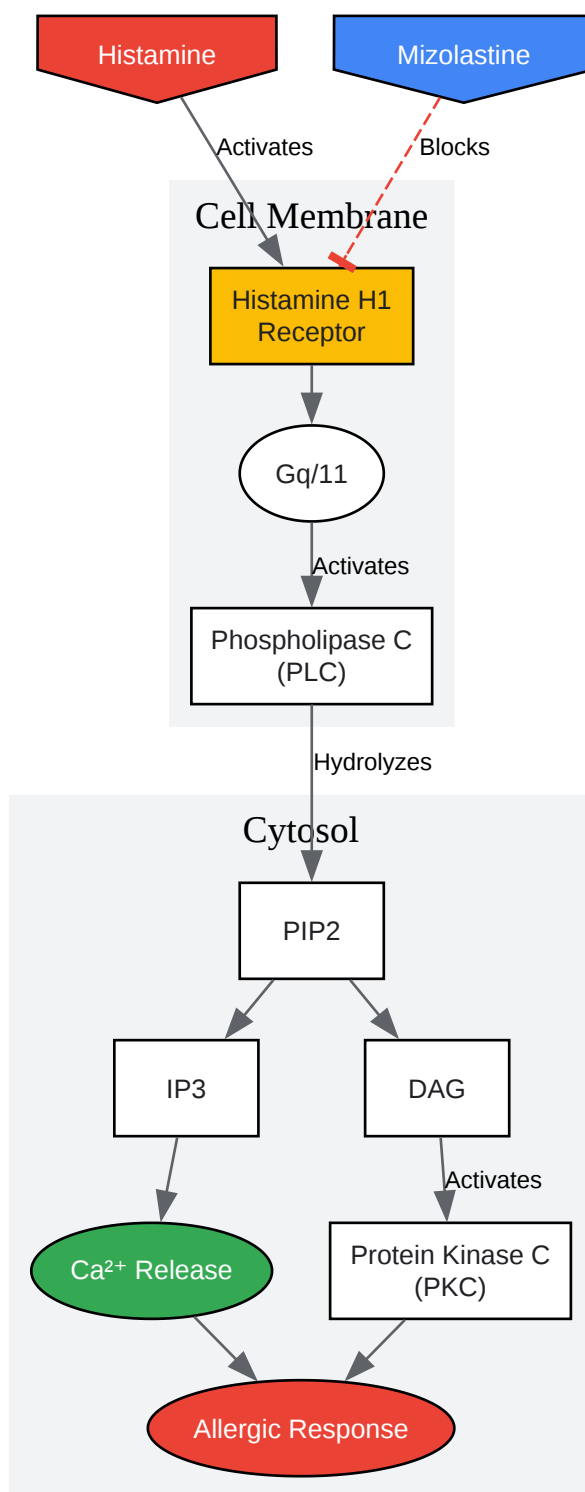 Histamine
Mizolastine
Activates
Blocks
Cell Membrane
Histamine H1
Receptor
Gq/11
Activates
Phospholipase C
(PLC)
Hydrolyzes
Cytosol
PIP2
IP3
DAG
Activates
Ca²⁺ Release
Protein Kinase C
(PKC)
Allergic Response